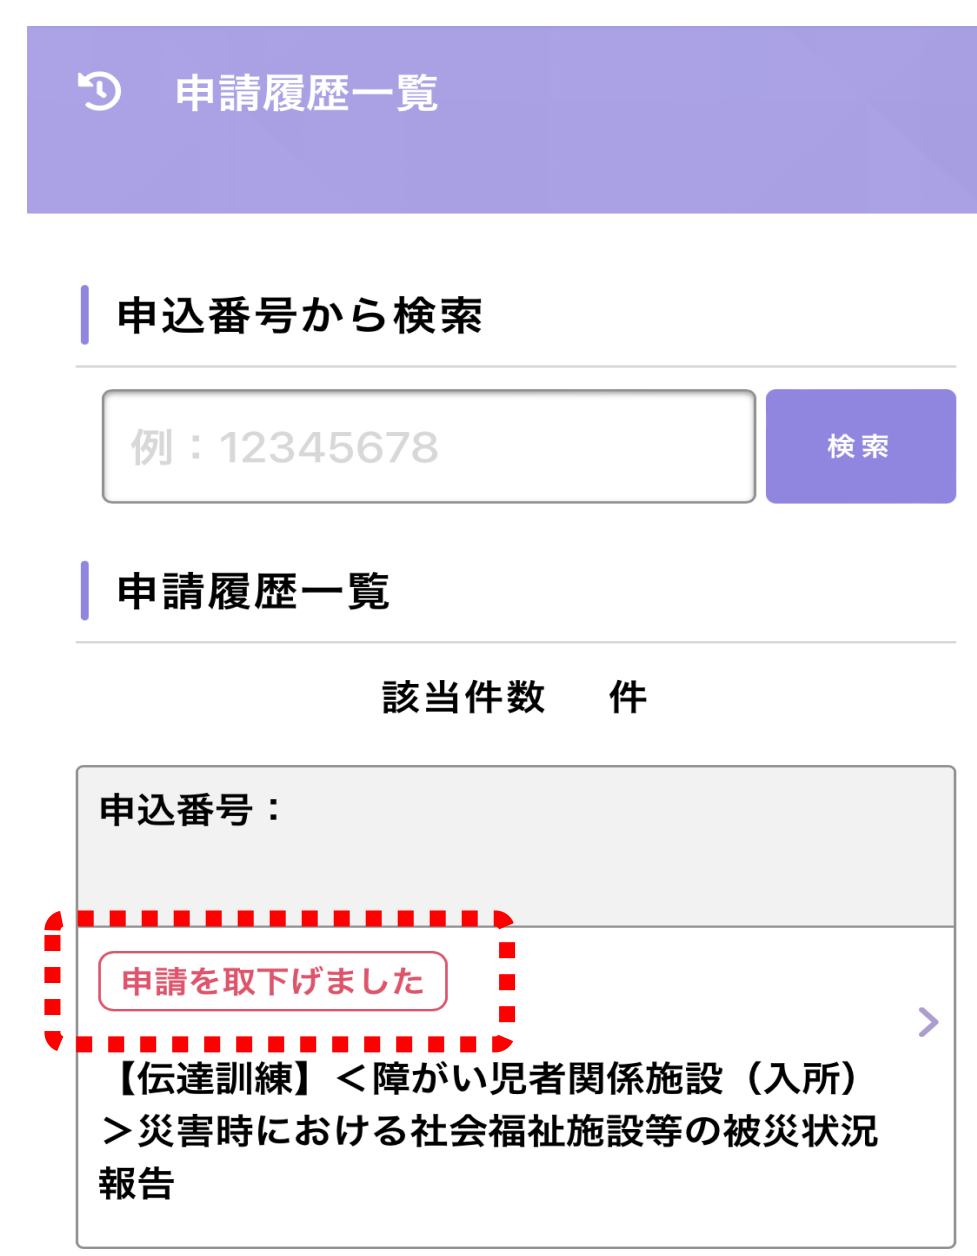 申請履歴一覧
申込番号から検索
例：12345678
検索
申請履歴一覧
該当件数 件
申込番号：
申請を取下げました
【伝達訓練】＜障がい児者関係施設（入所）
＞災害時における社会福祉施設等の被災状況
報告